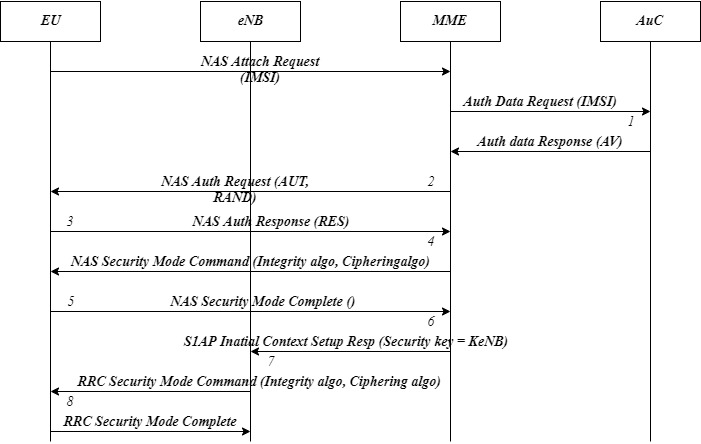 EU
eNB
MME
AuC
NAS Attach Request
(IMSI)
Auth Data Request (IMSI)
1
Auth data Response (AV)
NAS Auth Request (AUT,
RAND)
2
3
NAS Auth Response (RES)
4
NAS Security Mode Command (Integrity algo, Cipheringalgo)
5
NAS Security Mode Complete ()
6
S1AP Inatial Context Setup Resp (Security key = KeNB)
7
RRC Security Mode Command (Integrity algo, Ciphering algo)
8
RRC Security Mode Complete